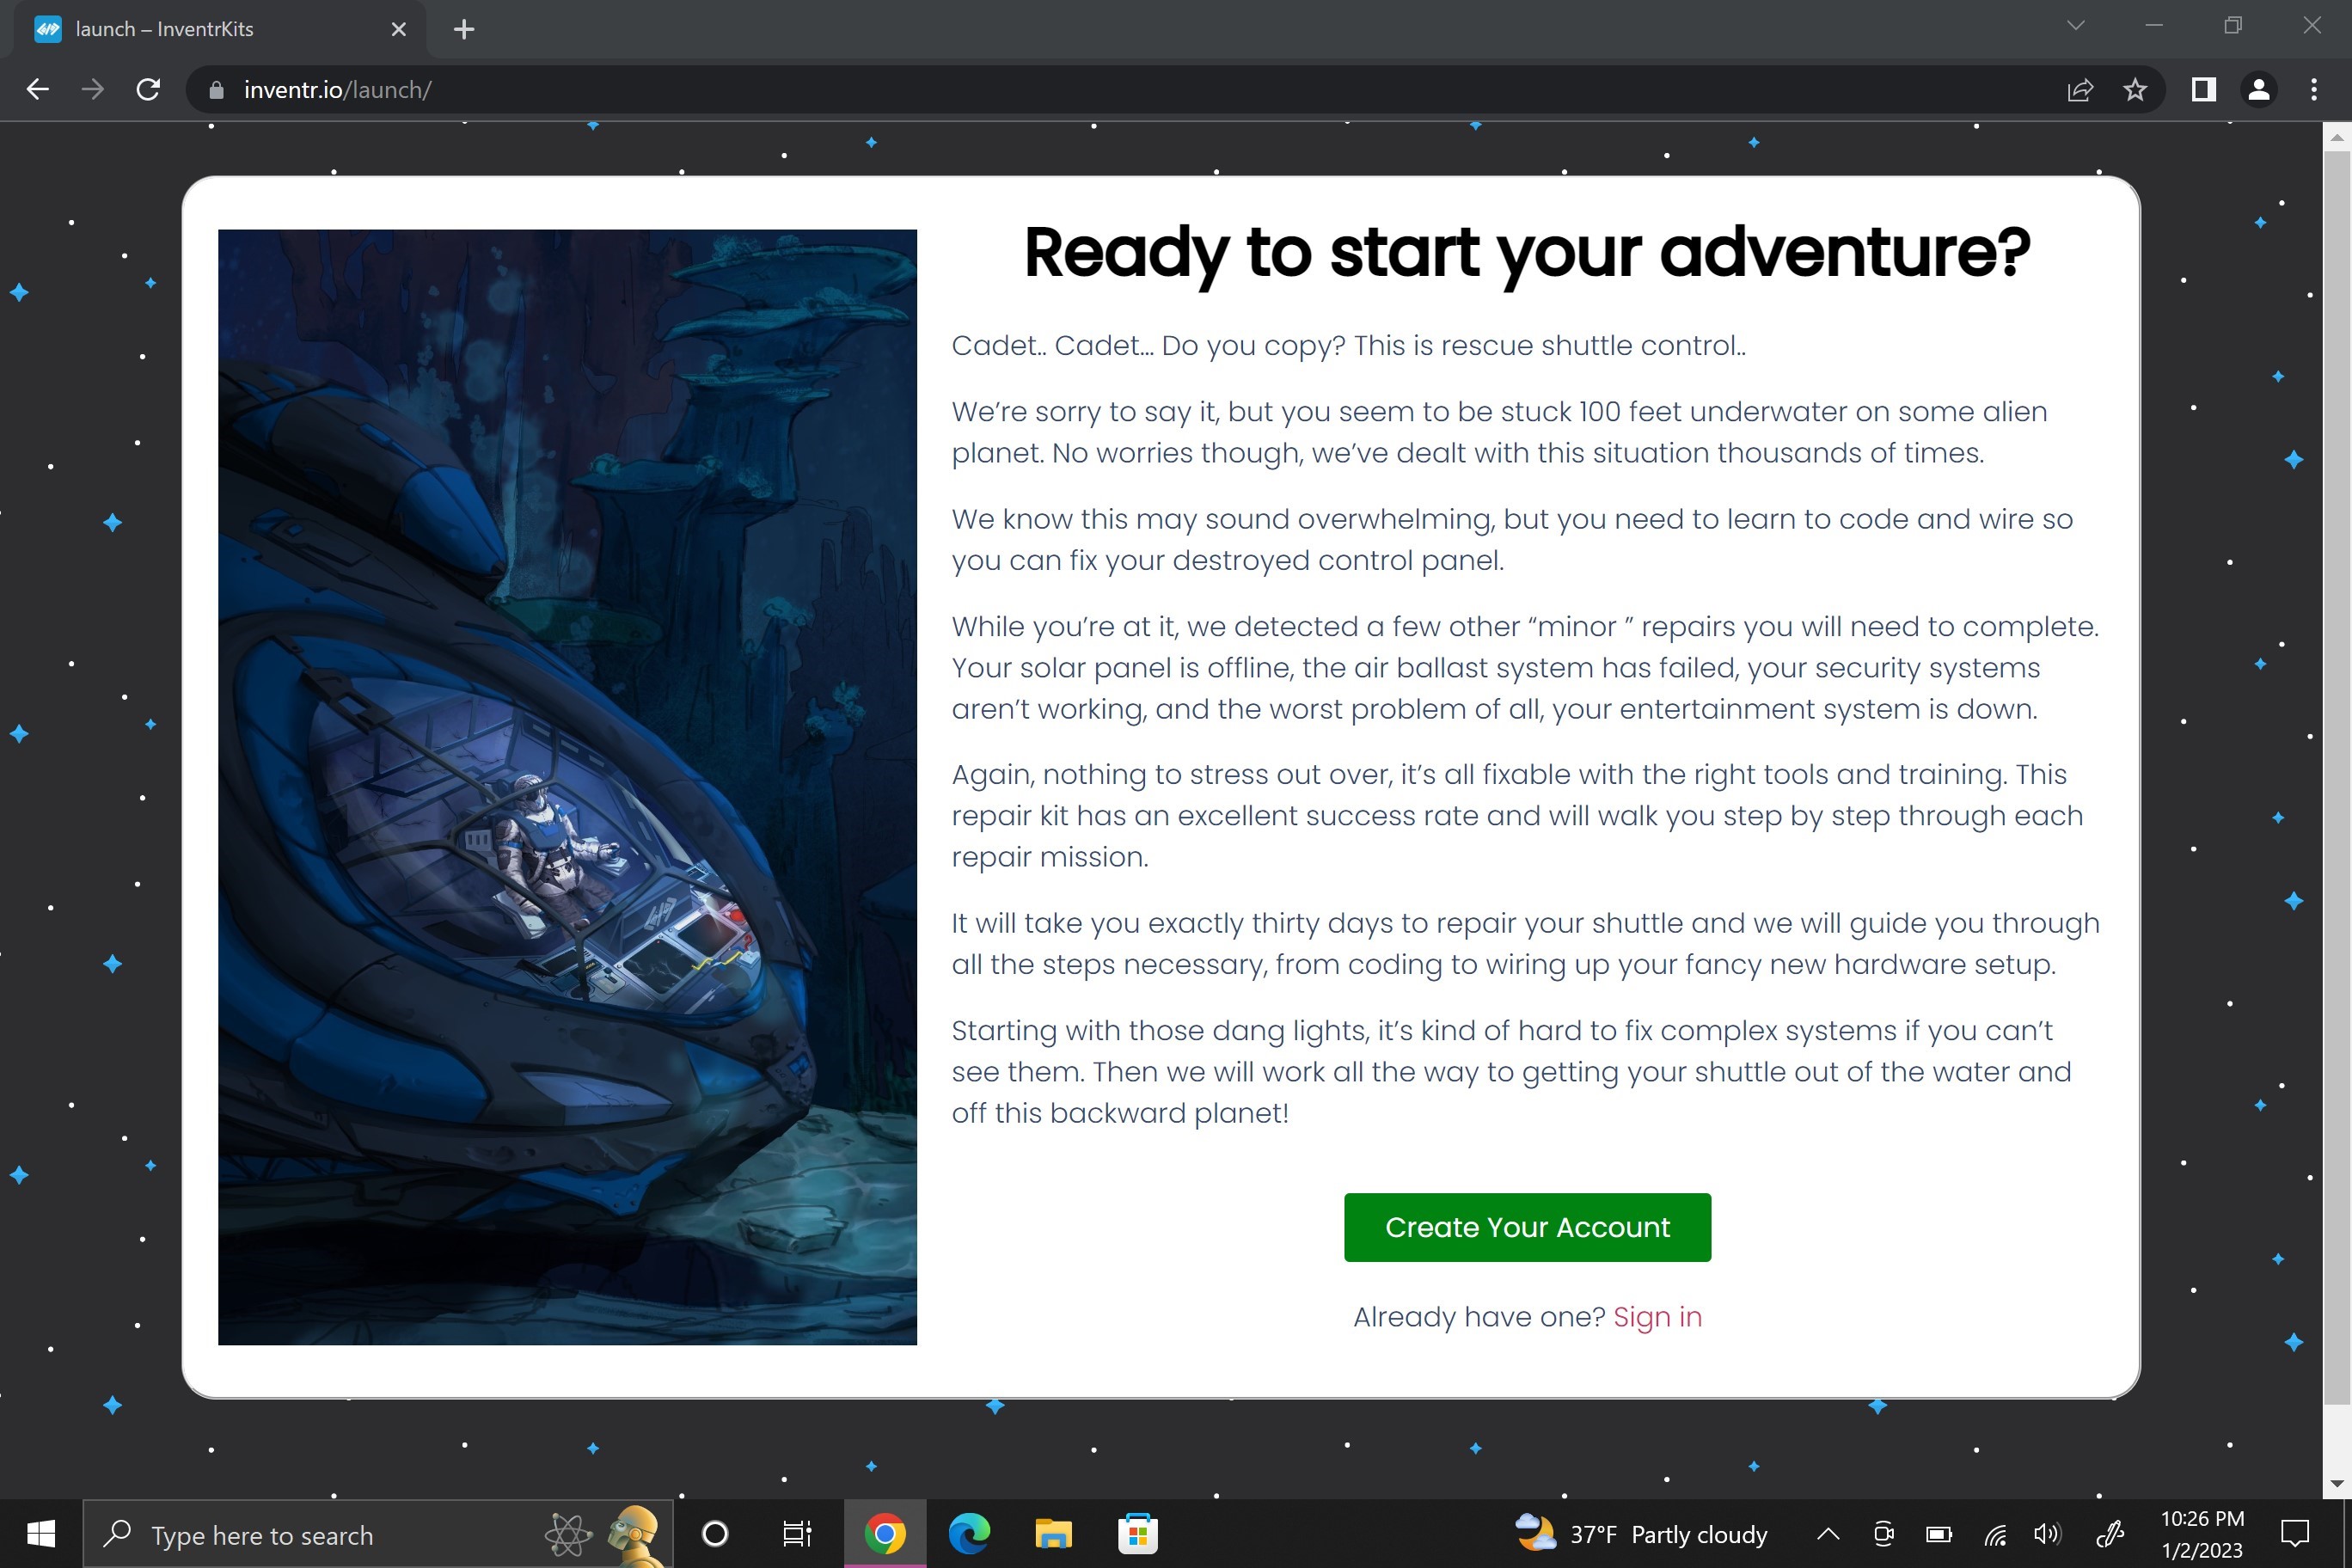 launch – InventrKits
inventr.io/launch/
Ready to start your adventure?
Cadet.. Cadet... Do you copy? This is rescue shuttle control..
We’re sorry to say it, but you seem to be stuck 100 feet underwater on some alien
planet. No worries though, we’ve dealt with this situation thousands of times.
We know this may sound overwhelming, but you need to learn to code and wire so
you can fix your destroyed control panel.
While you’re at it, we detected a few other “minor ” repairs you will need to complete.
Your solar panel is offline, the air ballast system has failed, your security systems
aren’t working, and the worst problem of all, your entertainment system is down.
Again, nothing to stress out over, it’s all fixable with the right tools and training. This
repair kit has an excellent success rate and will walk you step by step through each
repair mission.
It will take you exactly thirty days to repair your shuttle and we will guide you through
all the steps necessary, from coding to wiring up your fancy new hardware setup.
Starting with those dang lights, it’s kind of hard to fix complex systems if you can’t
see them. Then we will work all the way to getting your shuttle out of the water and
off this backward planet!
Create Your Account
Already have one? Sign in
Type here to search
37°F Partly cloudy
10:26 PM
1/2/2023